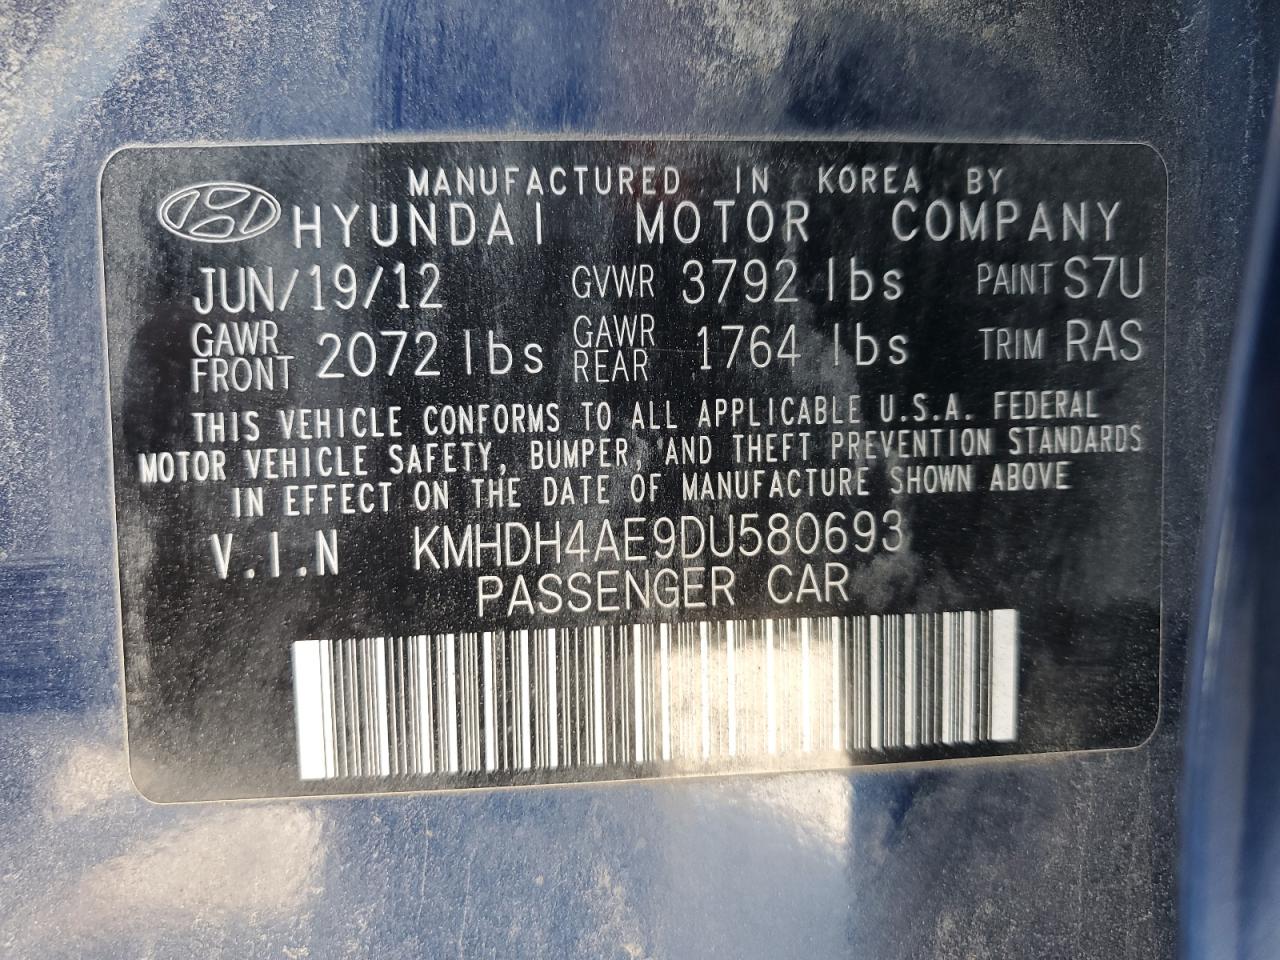 MANUFACTURED IN KOREA BY
HYUNDAI MOTOR COMPANY
JUN/19/12 GVWR 3792 lbs PAINT S7U
GAWR FRONT 2072 lbs GAWR REAR 1764 lbs TRIM RAS
THIS VEHICLE CONFORMS TO ALL APPLICABLE U.S.A. FEDERAL
MOTOR VEHICLE SAFETY, BUMPER, AND THEFT PREVENTION STANDARDS
IN EFFECT ON THE DATE OF MANUFACTURE SHOWN ABOVE
V.I.N KMHDH4AE9DU580693
PASSENGER CAR